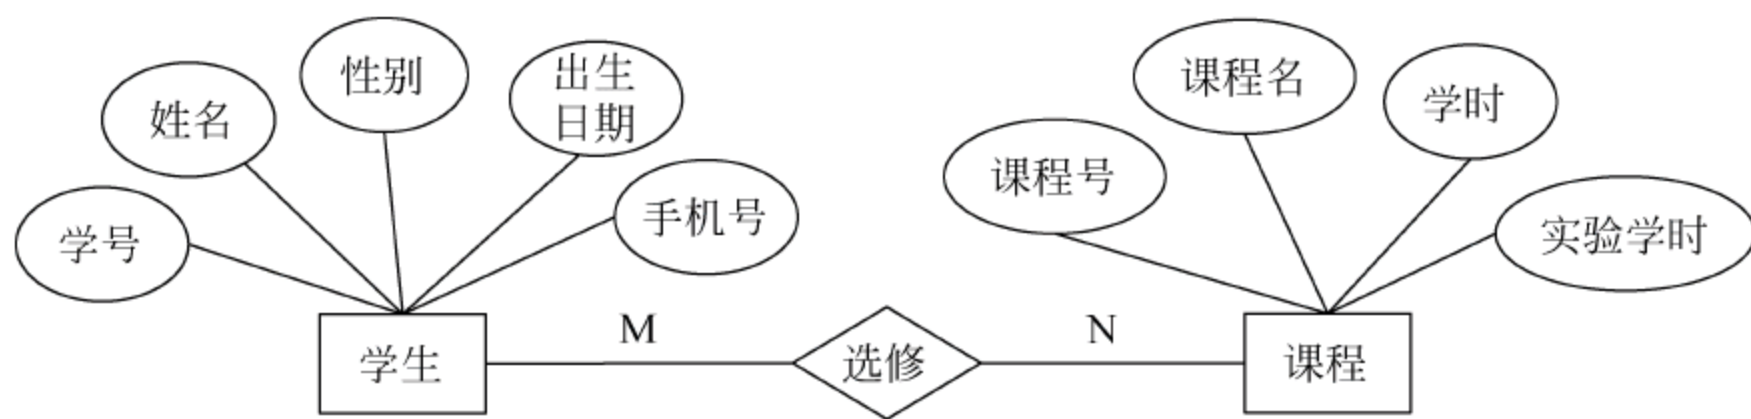 学号
姓名
性别
出生
日期
手机号
课程号
课程名
学时
实验学时
学生
M
选修
N
课程